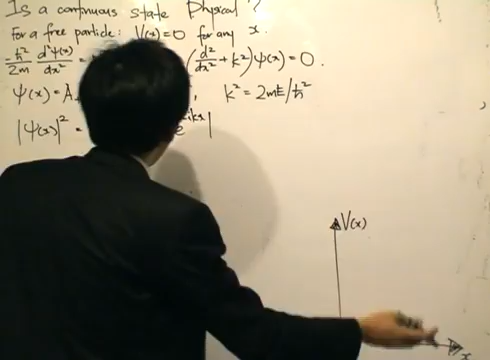 Is a continuous state Physical?
For a free particle: V(x)=0 for any x.
-ħ²/2m d²ψ(x)/dx² = (d²/dx² + k²)ψ(x)=0.
ψ(x) = A , k² = 2mE/ħ²
|ψ(x)|² = e ikx|
V(x)
x